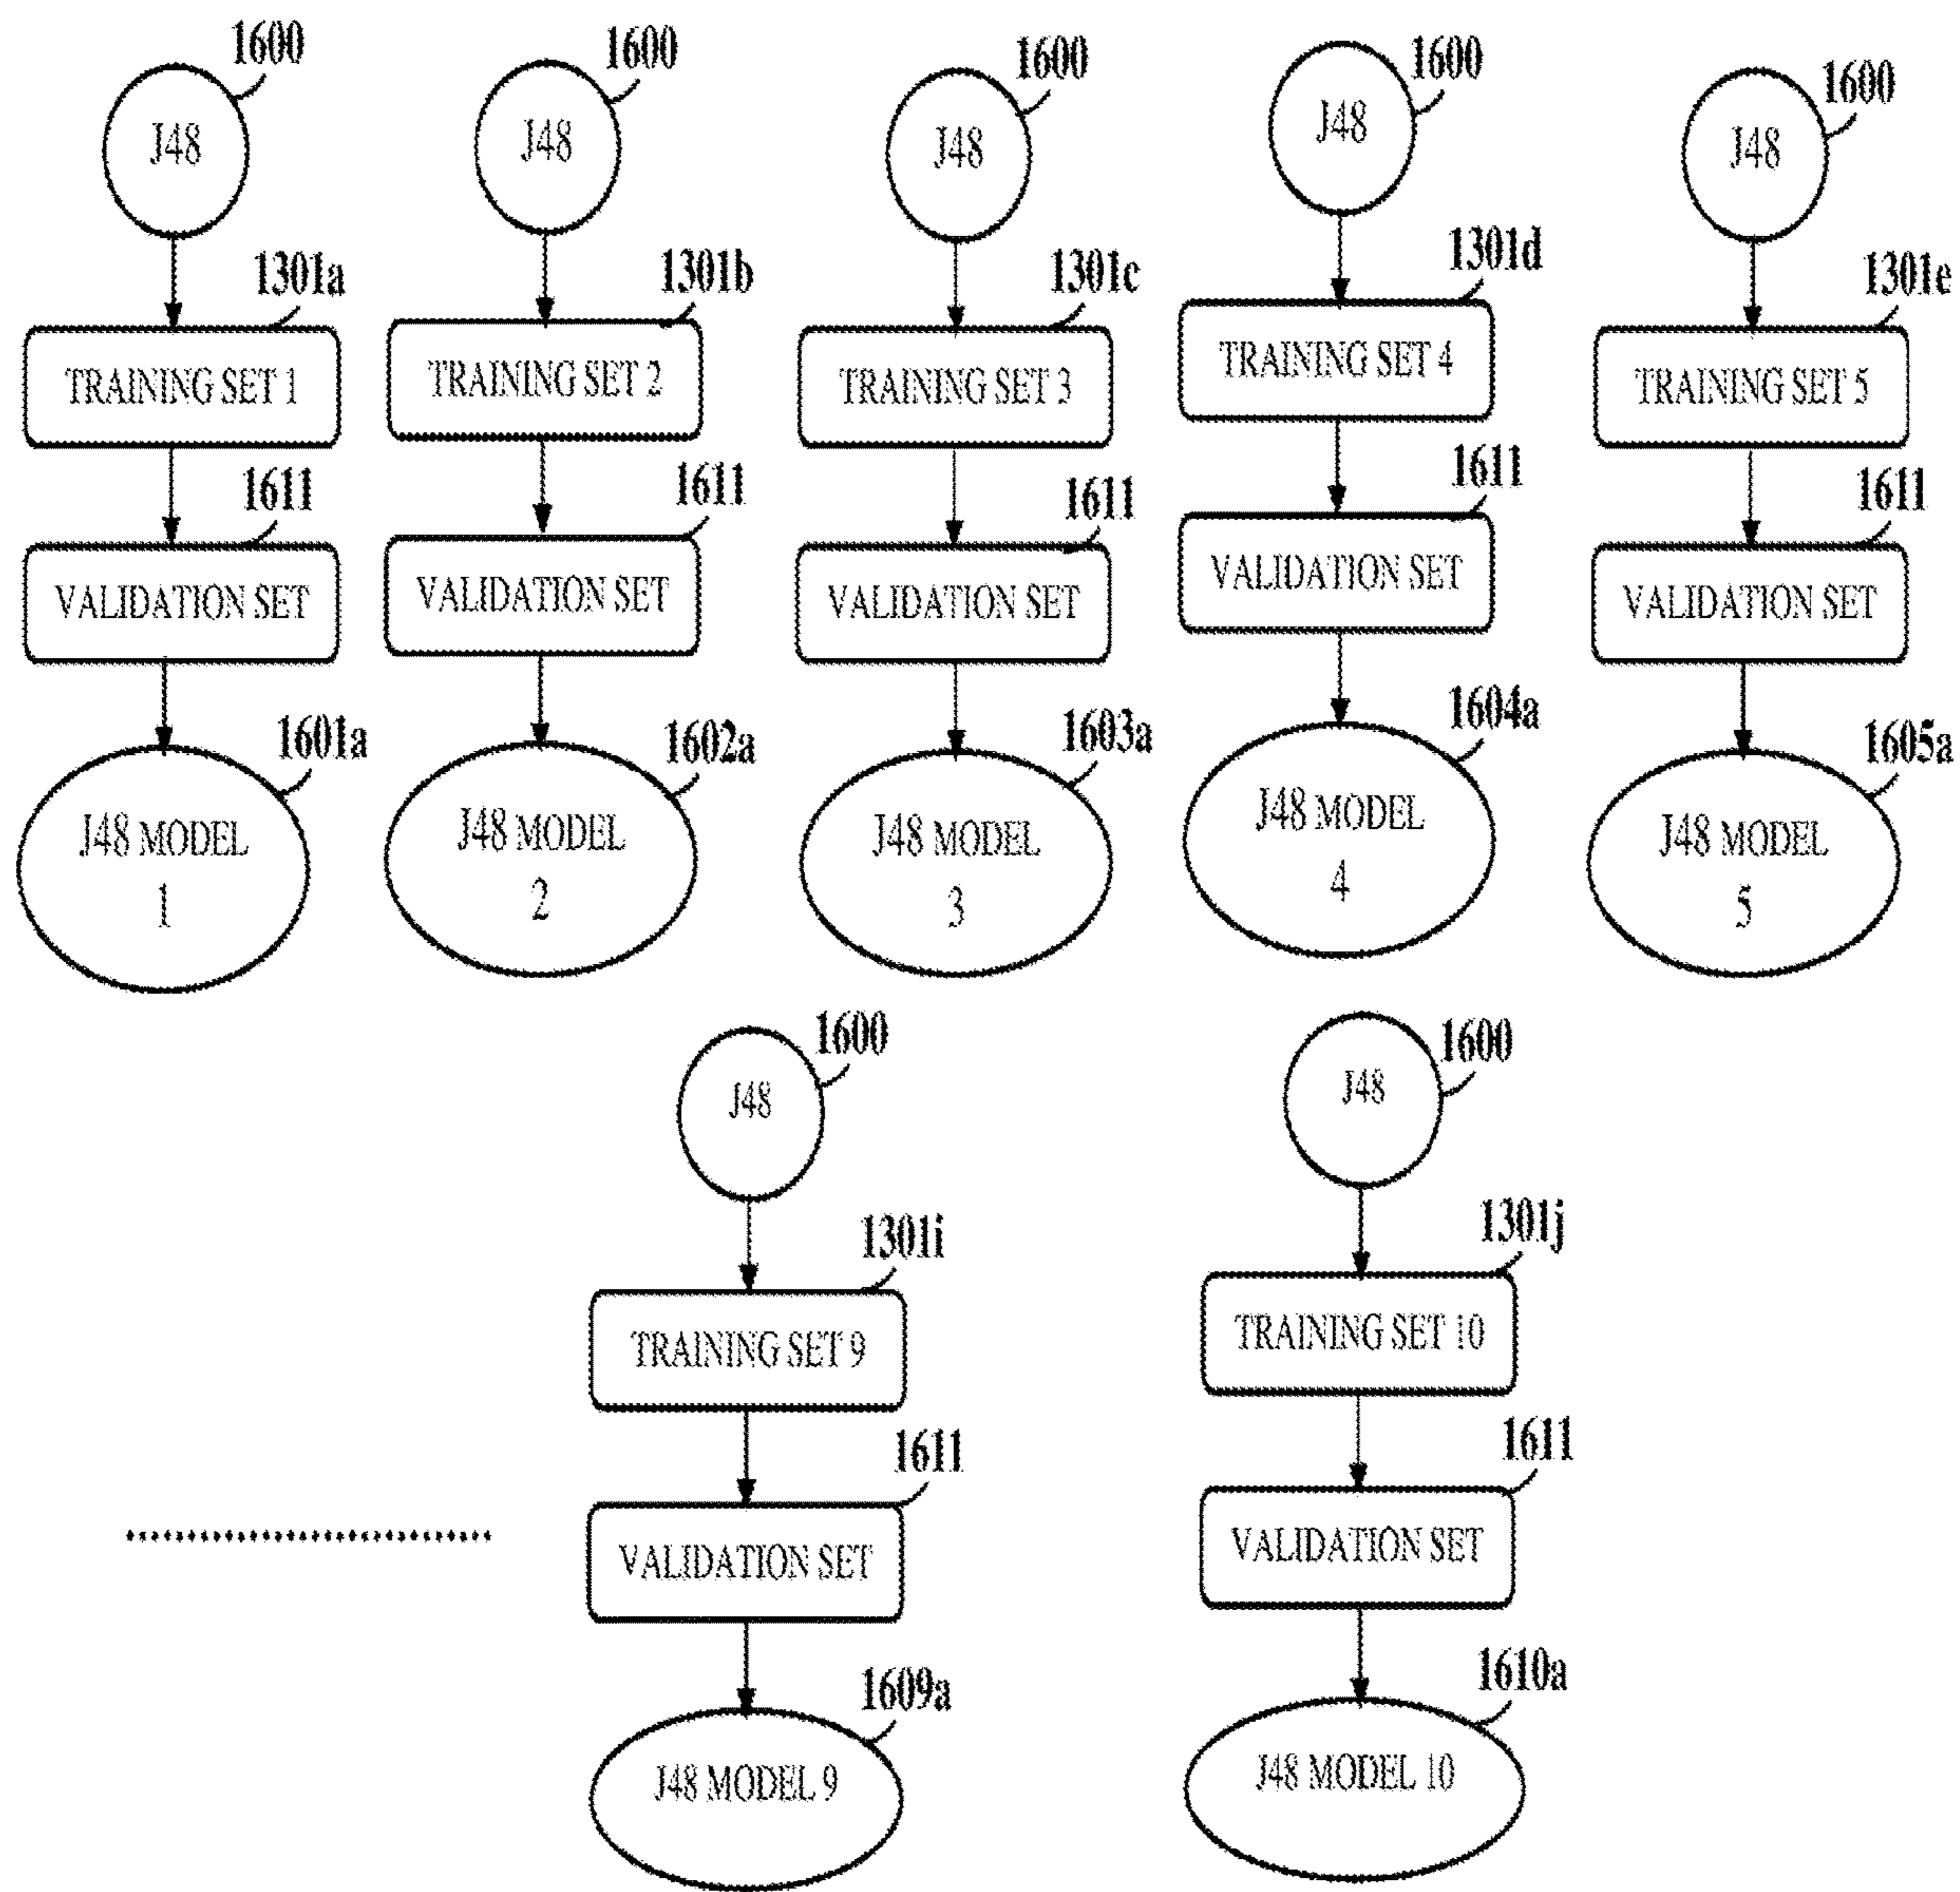 1600
1600
1600
1600
1600
J48
J48
J48
J48
J48
1301a
1301b
1301c
1301d
1301e
TRAINING SET 1
TRAINING SET 2
TRAINING SET 3
TRAINING SET 4
TRAINING SET 5
1611
1611
1611
1611
1611
VALIDATION SET
VALIDATION SET
VALIDATION SET
VALIDATION SET
VALIDATION SET
1601a
1602a
1603a
1604a
1605a
J48 MODEL
1
J48 MODEL
2
J48 MODEL
3
J48 MODEL
4
J48 MODEL
5
1600
1600
J48
J48
1301i
1301j
TRAINING SET 9
TRAINING SET 10
1611
1611
VALIDATION SET
VALIDATION SET
1609a
1610a
J48 MODEL 9
J48 MODEL 10